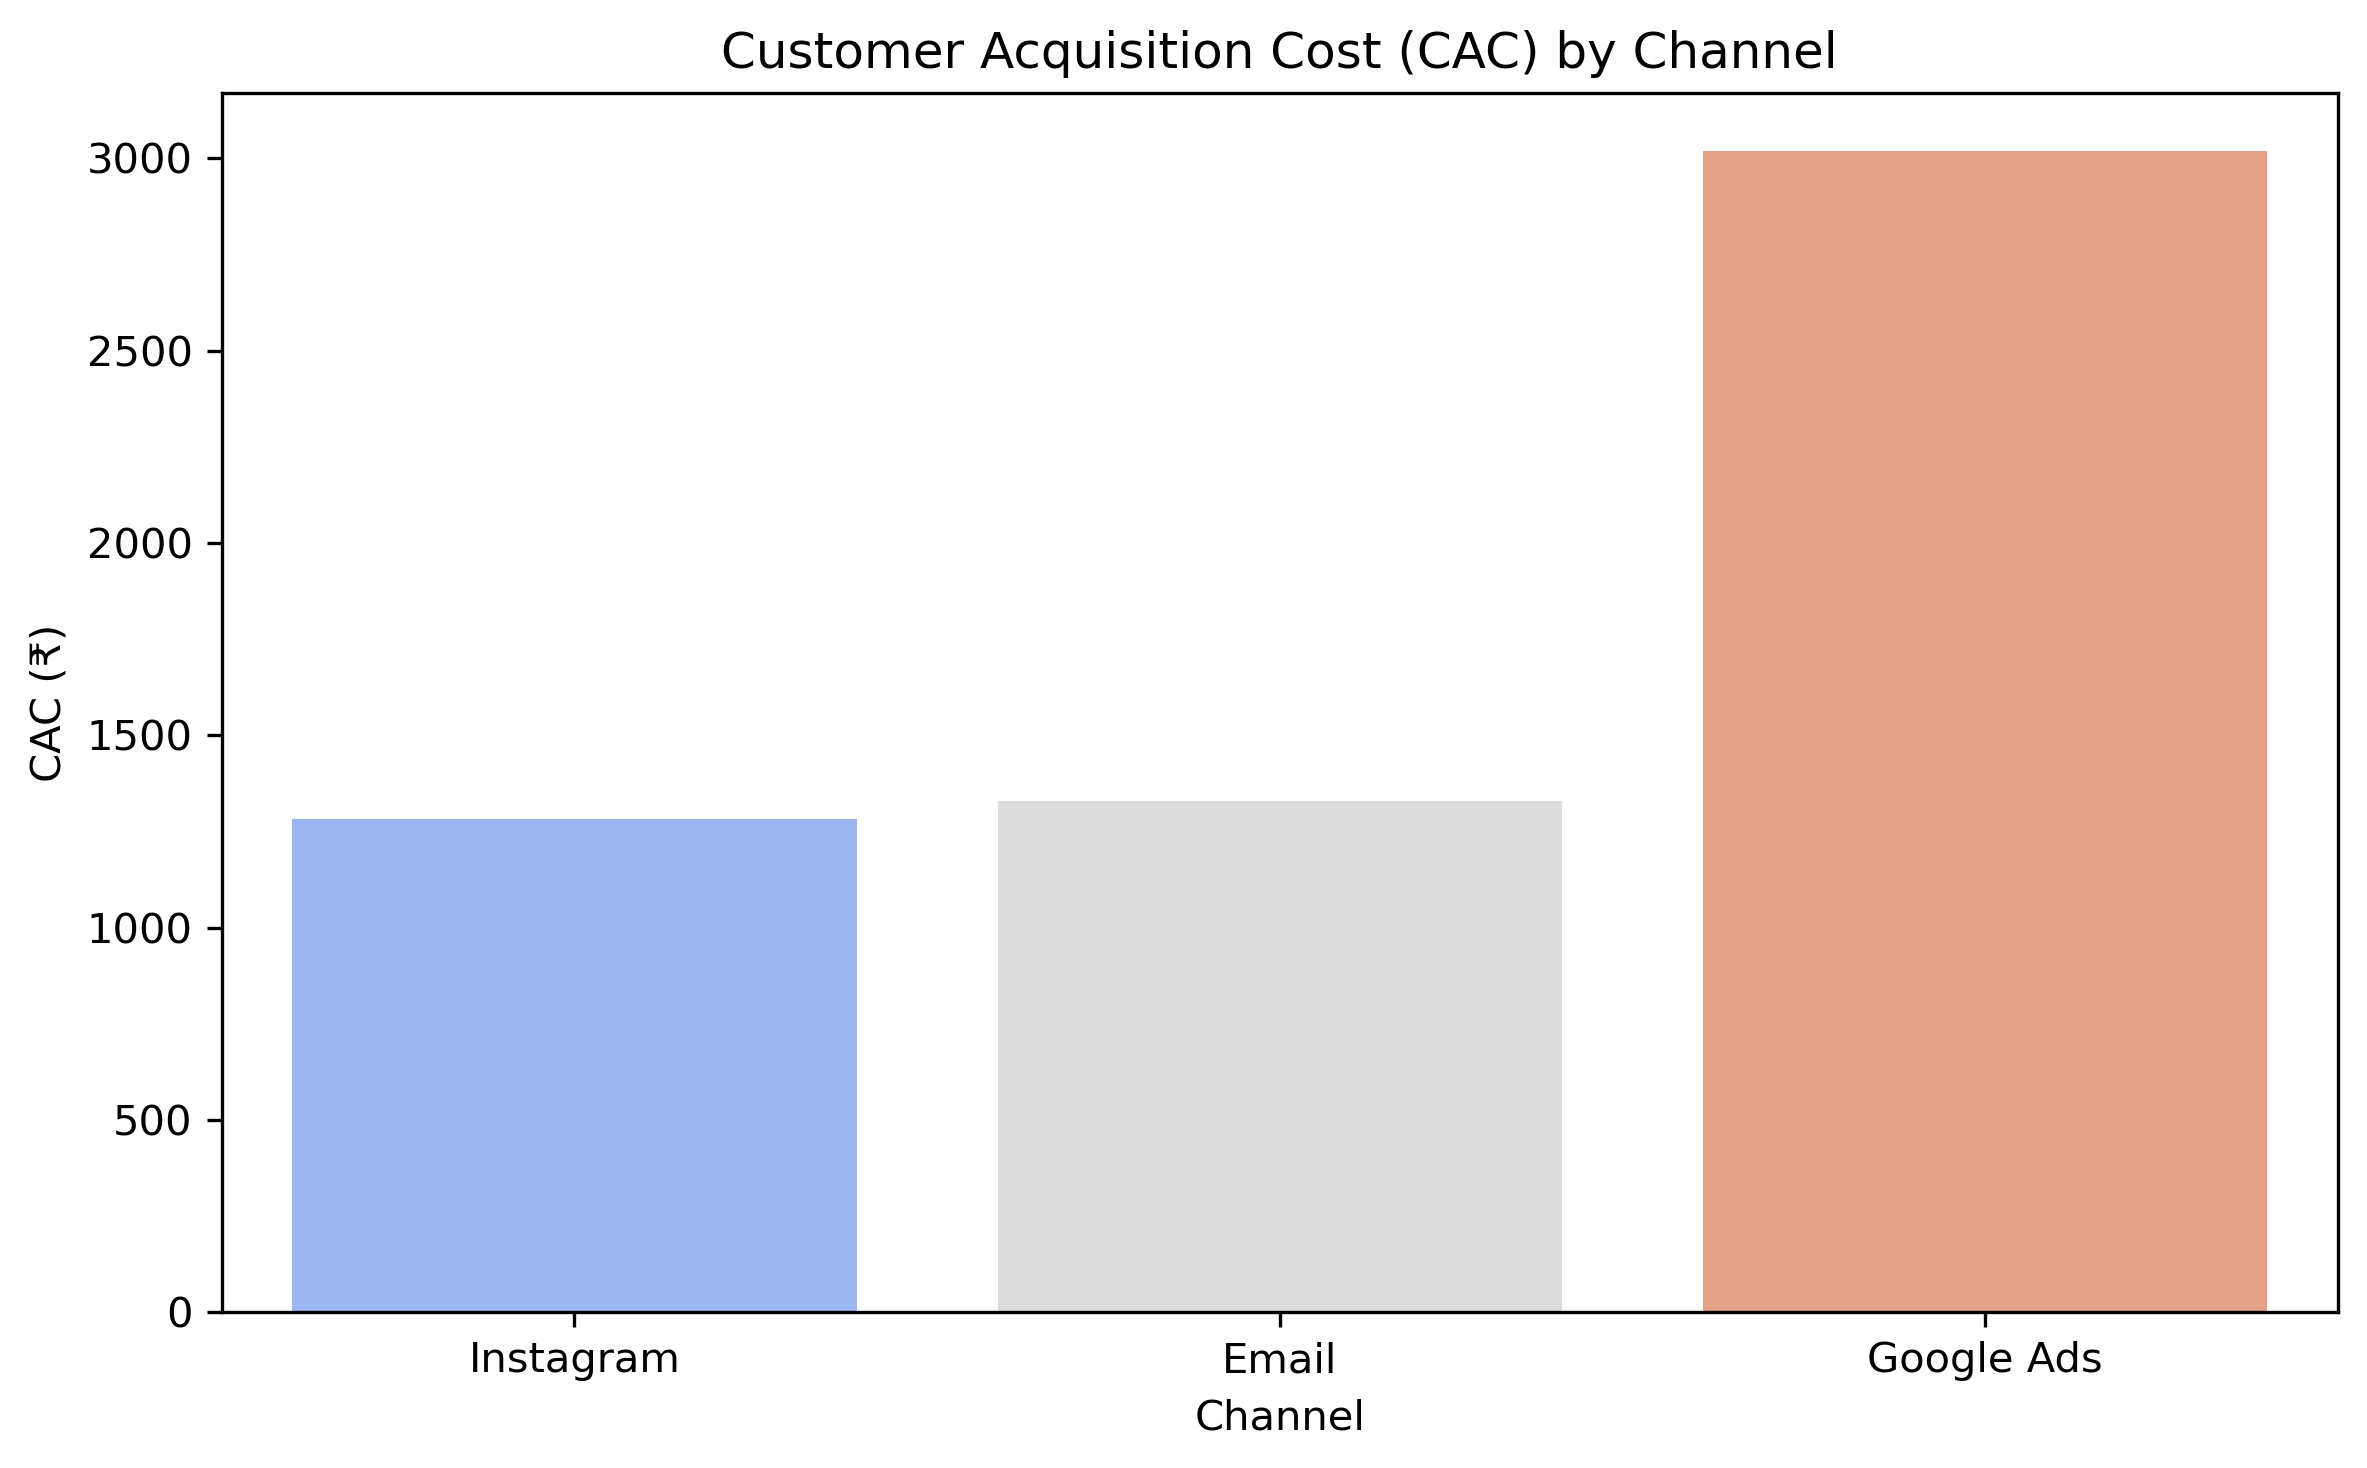 Customer Acquisition Cost (CAC) by Channel
CAC (₹)
3000
2500
2000
1500
1000
500
0
Instagram
Email
Google Ads
Channel